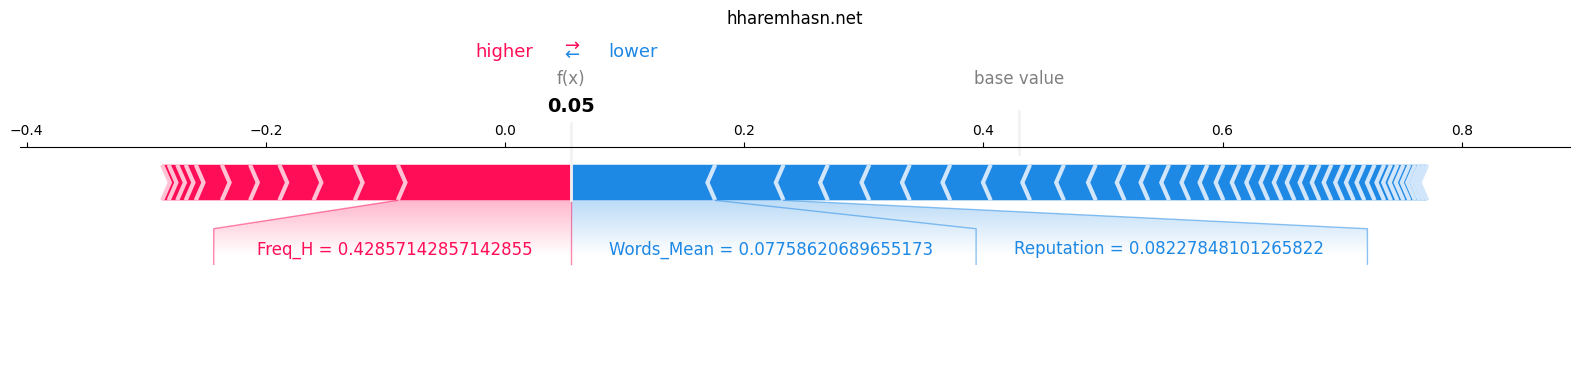 hharemhasn.net
higher ⇄ lower
f(x) base value
0.05
−0.4 −0.2 0.0 0.2 0.4 0.6 0.8
Freq_H = 0.42857142857142855 Words_Mean = 0.07758620689655173 Reputation = 0.08227848101265822